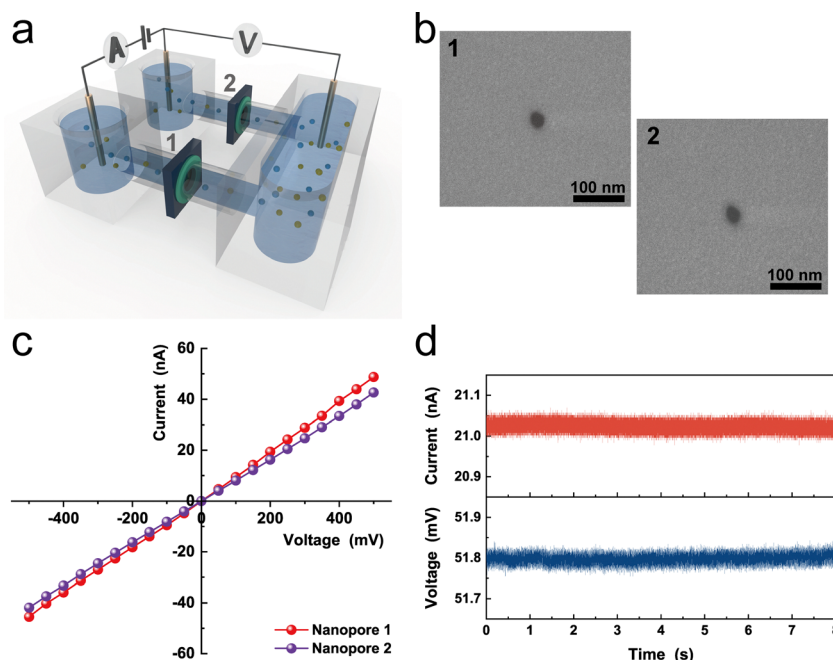 a
A
V
2
1
b
1
100 nm
2
100 nm
c
Current (nA)
60
40
20
0
-20
-40
-60
-400
-200
0
200
400
Voltage (mV)
Nanopore 1
Nanopore 2
d
Current (nA)
21.1
21.0
20.9
Voltage (mV)
51.9
51.8
51.7
0 1 2 3 4 5 6 7 8
Time (s)